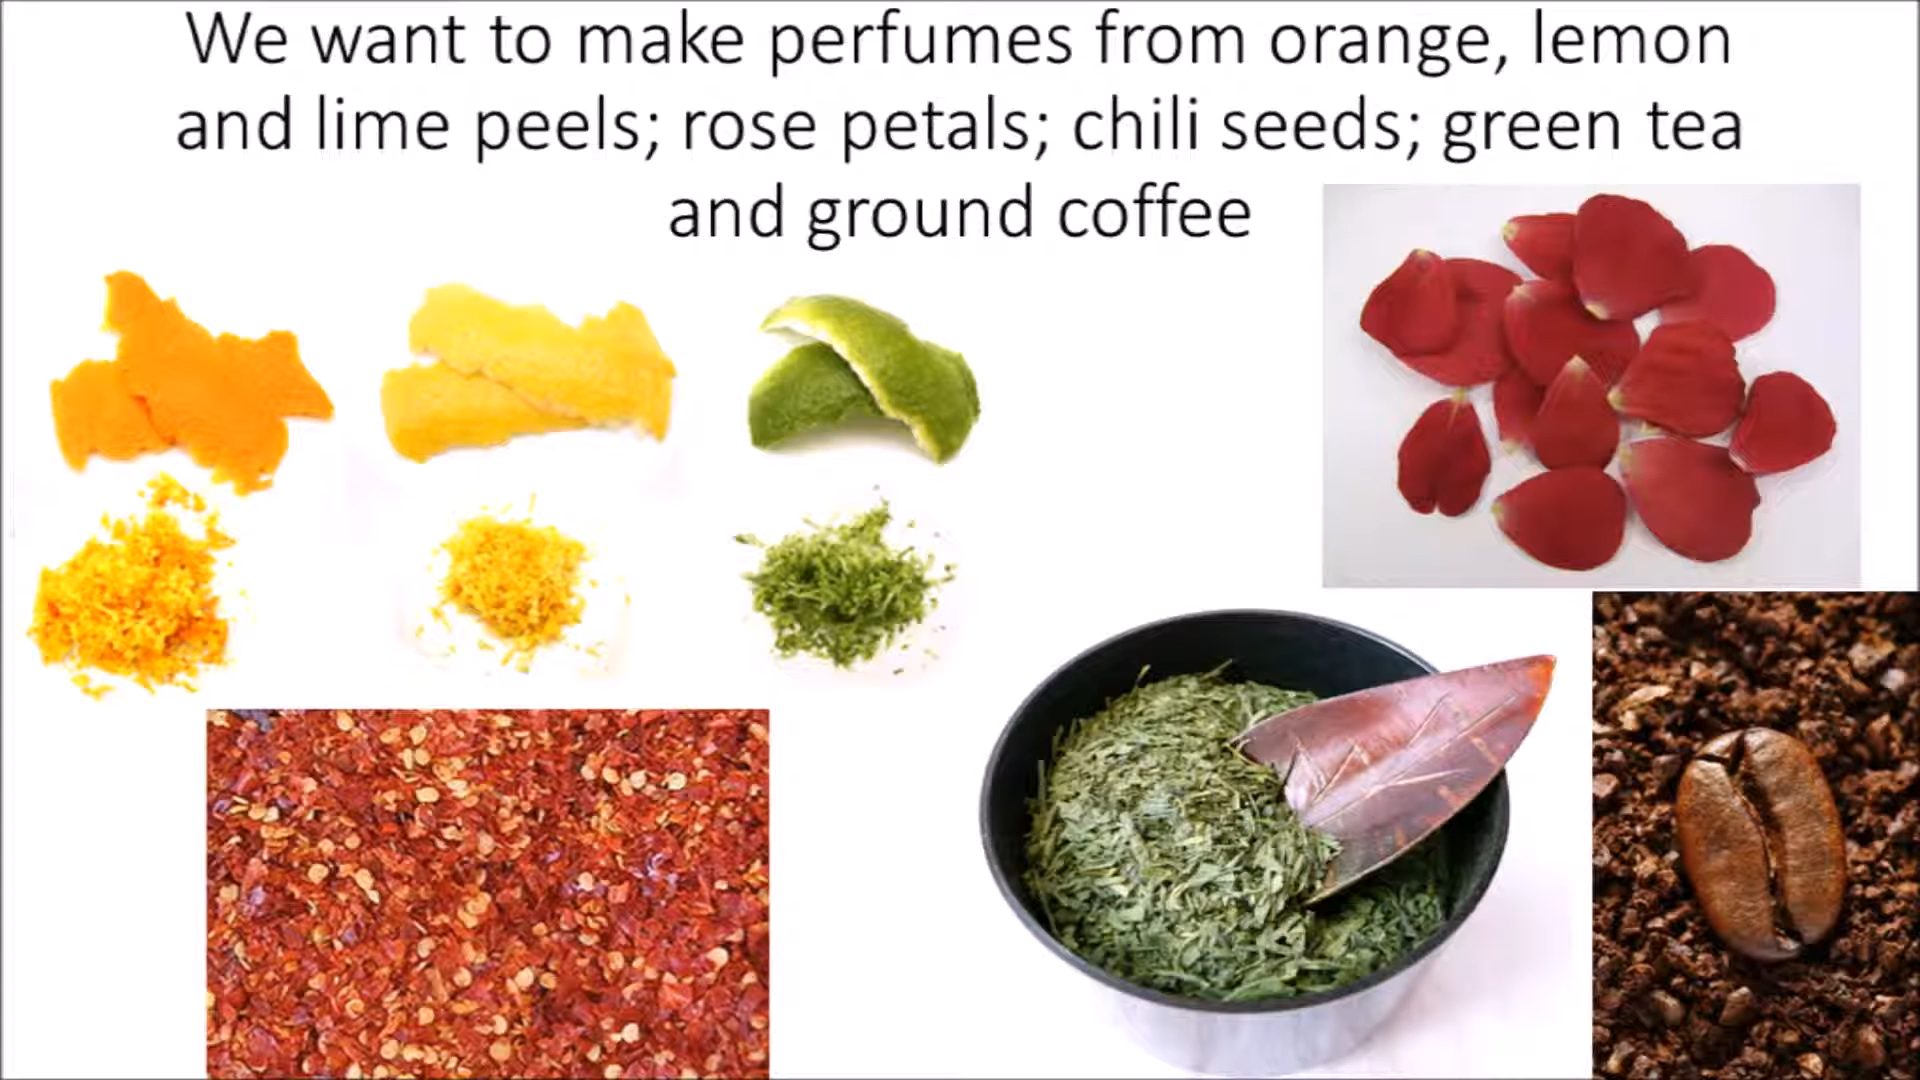 We want to make perfumes from orange, lemon
and lime peels; rose petals; chili seeds; green tea
and ground coffee